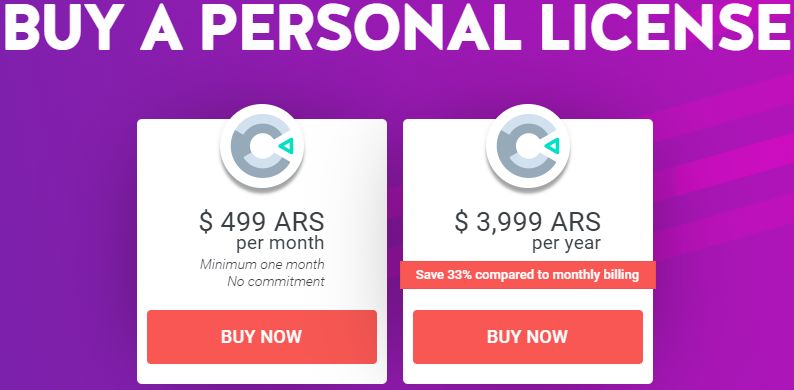 BUY A PERSONAL LICENSE
$ 499 ARS
per month
Minimum one month
No commitment
BUY NOW
$ 3,999 ARS
per year
Save 33% compared to monthly billing
BUY NOW